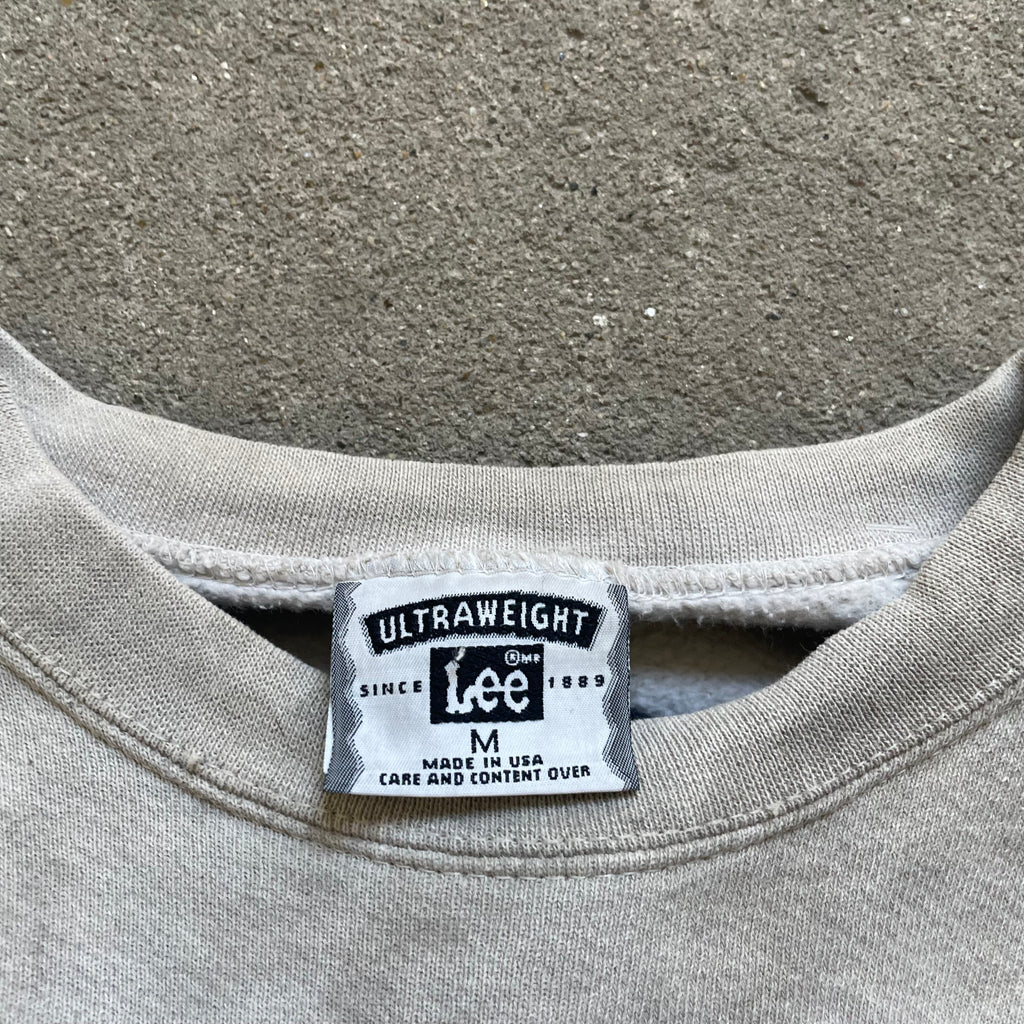 ULTRAWEIGHT
® MR
SINCE Lee 1889
M
MADE IN USA
CARE AND CONTENT OVER